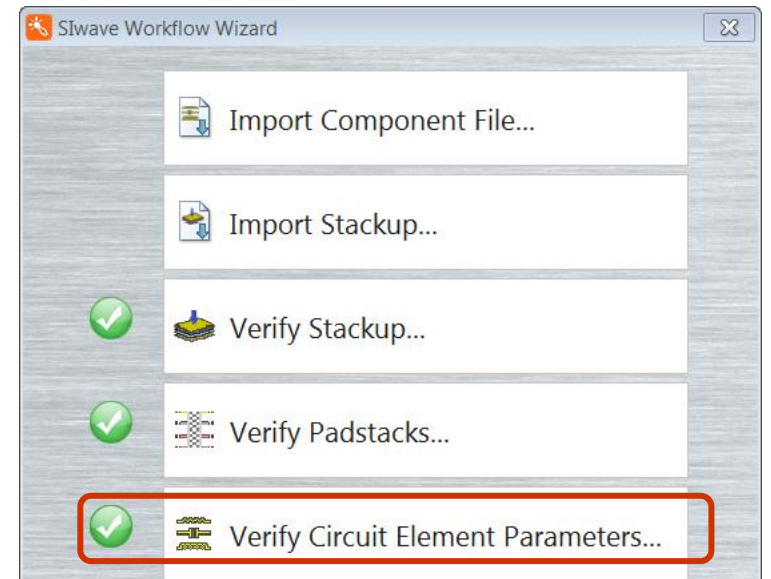 SIwave Workflow Wizard
Import Component File...
Import Stackup...
Verify Stackup...
Verify Padstacks...
Verify Circuit Element Parameters...